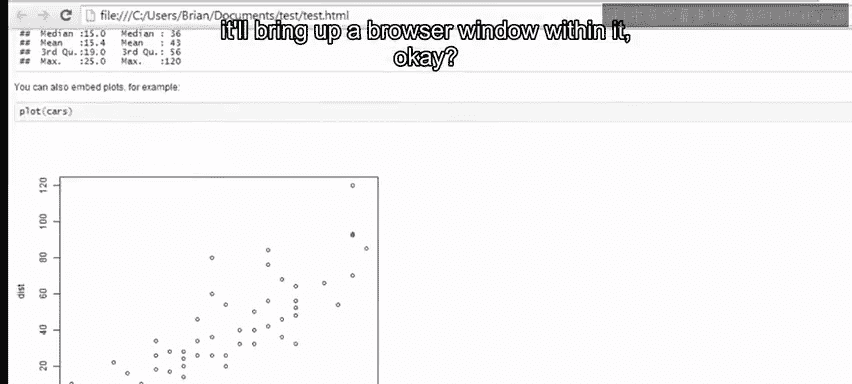 file:///C:/Users/Brian/Documents/test/test.html
it'll bring up a browser window within it,
okay?
## Median :15.0 Median : 36
## Mean :15.4 Mean : 43
## 3rd Qu.:19.0 3rd Qu.: 56
## Max. :25.0 Max. :120
You can also embed plots, for example:
plot(cars)
120
100
80
60
40
20
dist